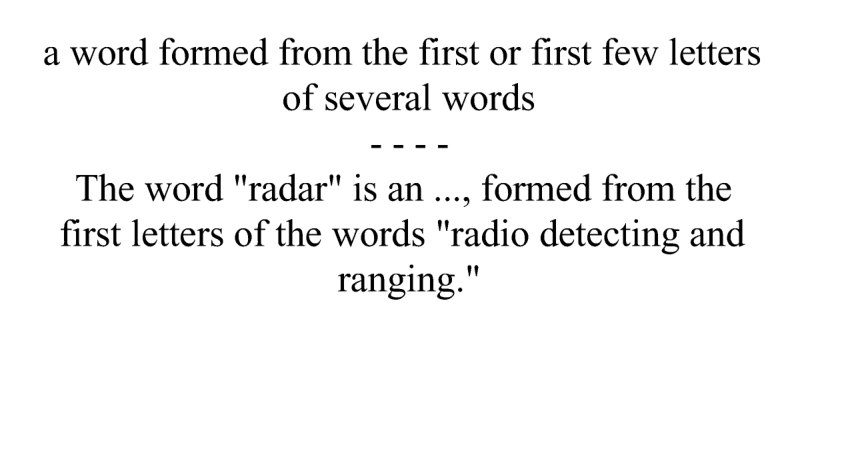 a word formed from the first or first few letters
of several words
- - - -
The word "radar" is an ..., formed from the
first letters of the words "radio detecting and
ranging."